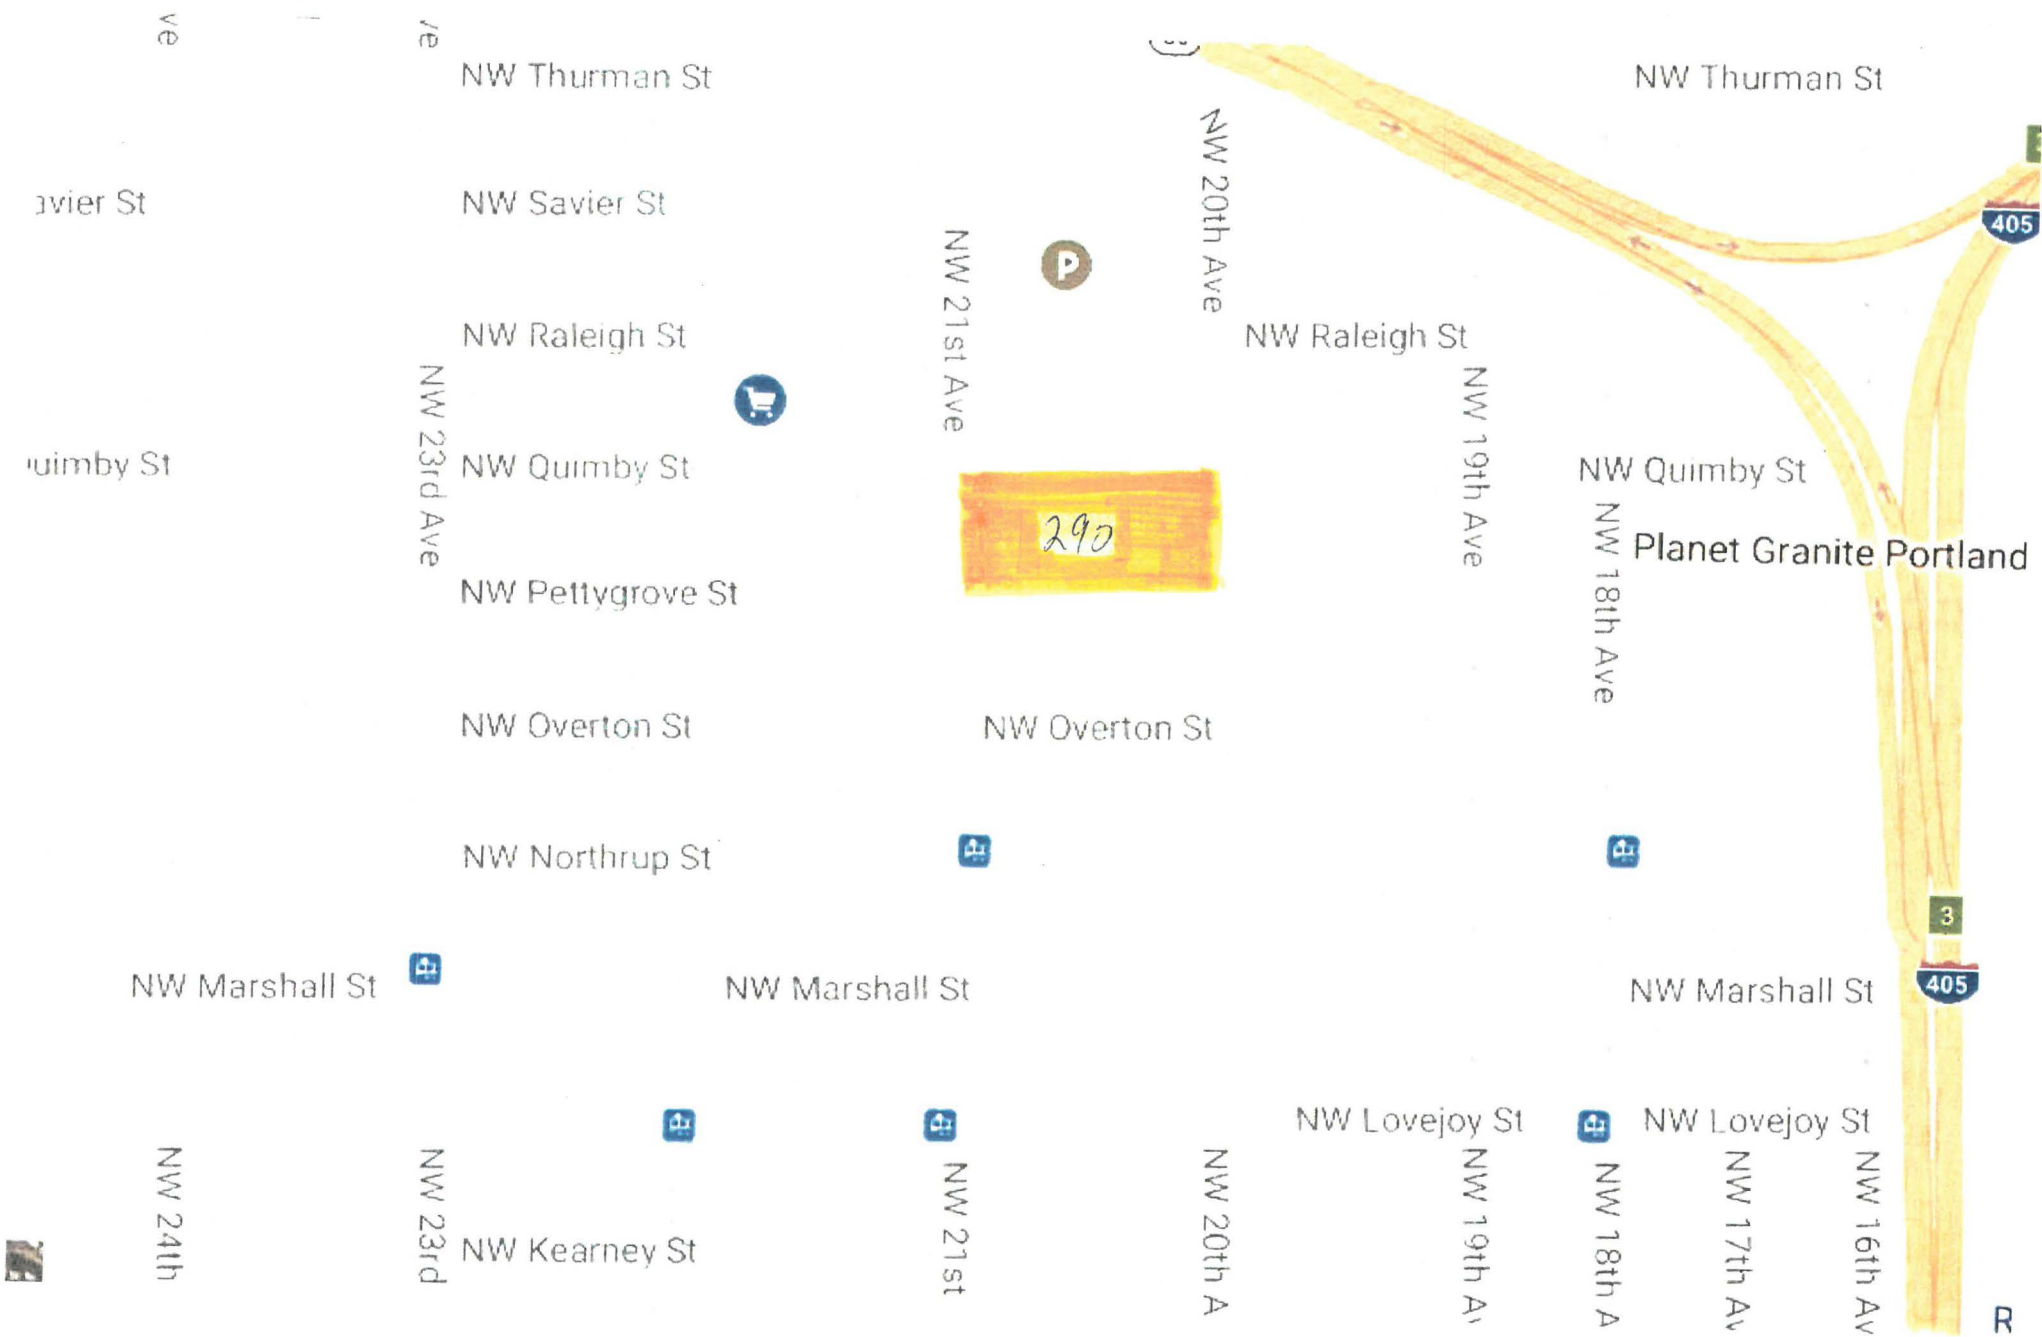 ve
ve
NW Thurman St
NW Thurman St
NW 20th Ave
avier St
NW Savier St
405
NW 21st Ave
P
NW Raleigh St
NW Raleigh St
NW 23rd Ave
NW 19th Ave
uimby St
NW Quimby St
NW Quimby St
290
NW 18th Ave
Planet Granite Portland
NW Pettygrove St
NW Overton St
NW Overton St
NW Northrup St
3
NW Marshall St
NW Marshall St
NW Marshall St
405
NW Lovejoy St
NW Lovejoy St
NW 24th
NW 23rd
NW Kearney St
NW 21st
NW 20th A
NW 19th A
NW 18th A
NW 17th Av
NW 16th Av
R